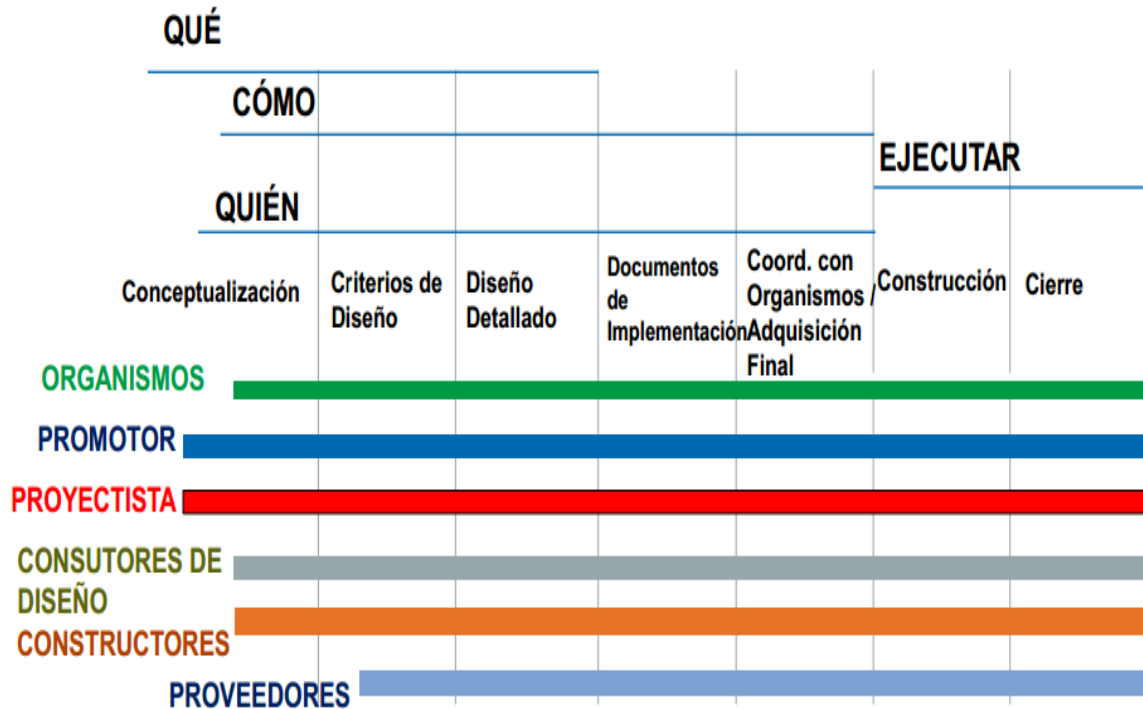 QUÉ
CÓMO
EJECUTAR
QUIÉN
Conceptualización
Criterios de
Diseño
Diseño
Detallado
Documentos
de
Implementación
Coord. con
Organismos /
Adquisición
Final
Construcción
Cierre
ORGANISMOS
PROMOTOR
PROYECTISTA
CONSUTORES DE
DISEÑO
CONSTRUCTORES
PROVEEDORES